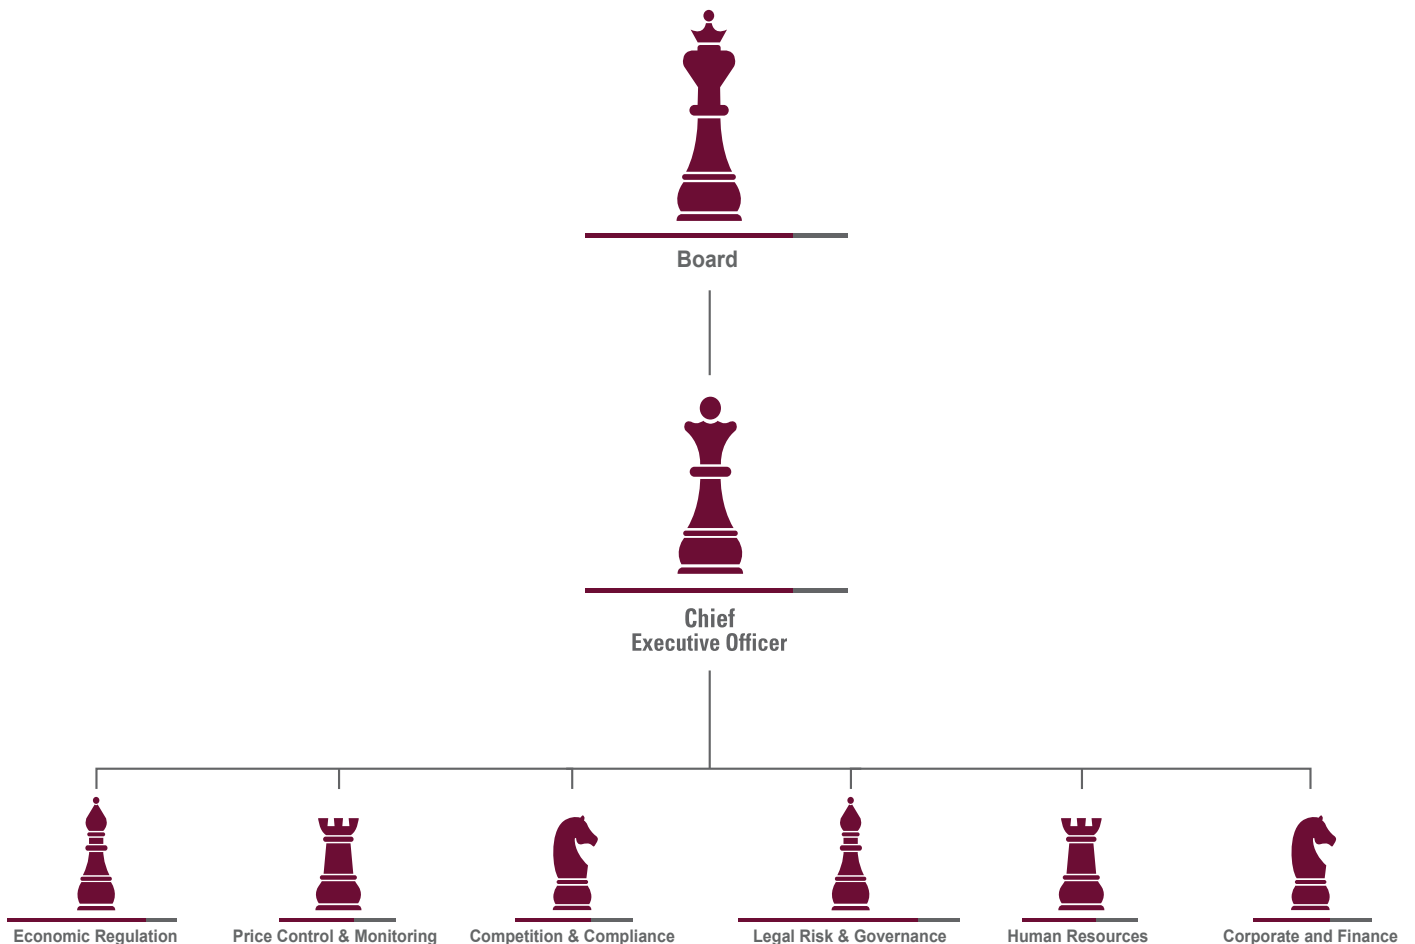 Board
Chief
Executive Officer
Economic Regulation
Price Control & Monitoring
Competition & Compliance
Legal Risk & Governance
Human Resources
Corporate and Finance